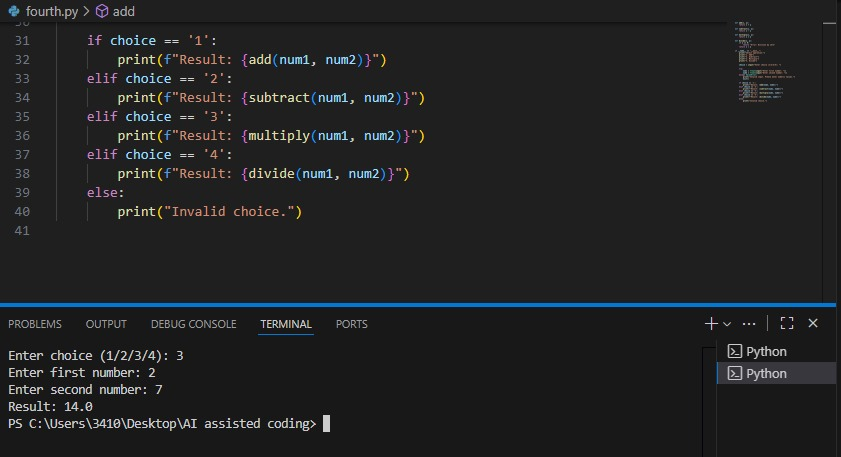 fourth.py > add
31 if choice == '1':
32 print(f"Result: {add(num1, num2)}")
33 elif choice == '2':
34 print(f"Result: {subtract(num1, num2)}")
35 elif choice == '3':
36 print(f"Result: {multiply(num1, num2)}")
37 elif choice == '4':
38 print(f"Result: {divide(num1, num2)}")
39 else:
40 print("Invalid choice.")
41
PROBLEMS OUTPUT DEBUG CONSOLE TERMINAL PORTS
Enter choice (1/2/3/4): 3
Enter first number: 2
Enter second number: 7
Result: 14.0
PS C:\Users\3410\Desktop\AI assisted coding>
Python
Python